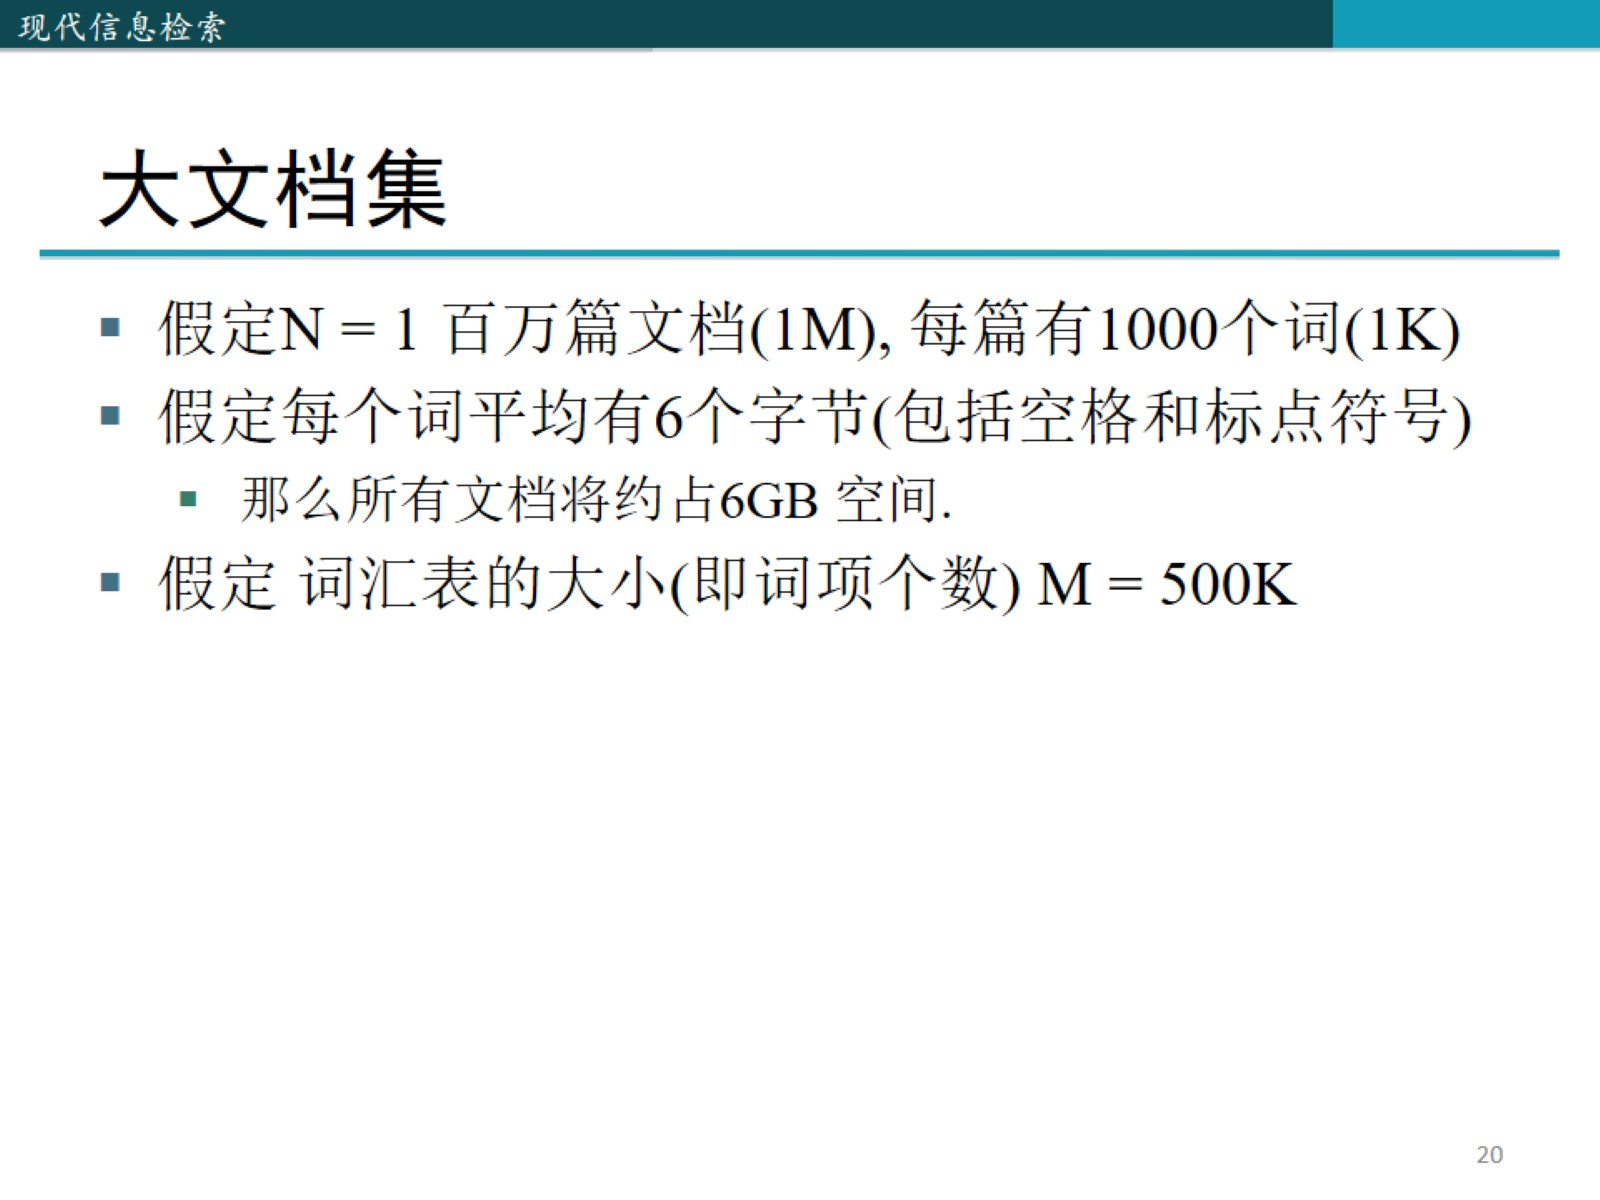 现代信息检索
大文档集
假定N = 1 百万篇文档(1M), 每篇有1000个词(1K)
假定每个词平均有6个字节(包括空格和标点符号)
那么所有文档将约占6GB 空间.
假定 词汇表的大小(即词项个数) M = 500K
20